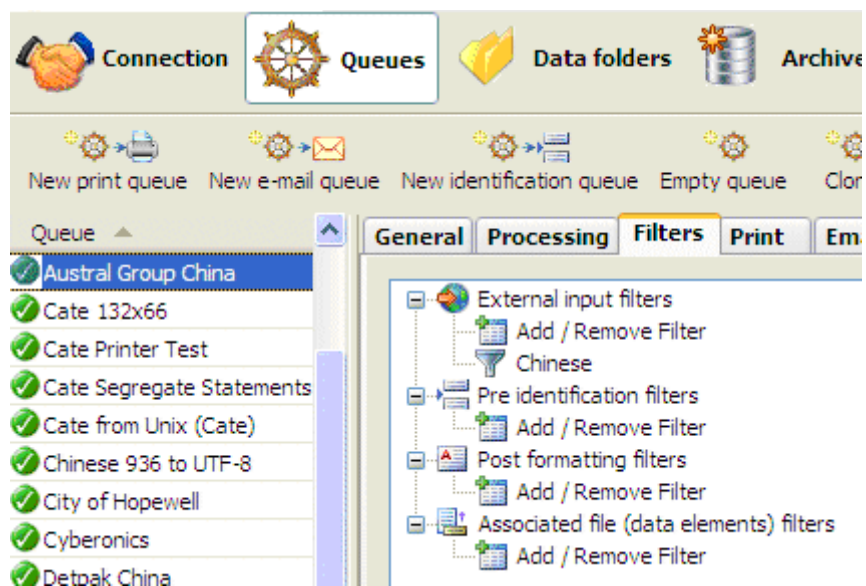 Connection Queues Data folders Archive
New print queue New e-mail queue New identification queue Empty queue Clon
Queue
General Processing Filters Print Ema
Austral Group China
Cate 132x66
Cate Printer Test
Cate Segregate Statements
Cate from Unix (Cate)
Chinese 936 to UTF-8
City of Hopewell
Cyberonics
Detpak China
External input filters
Add / Remove Filter
Chinese
Pre identification filters
Add / Remove Filter
Post formatting filters
Add / Remove Filter
Associated file (data elements) filters
Add / Remove Filter